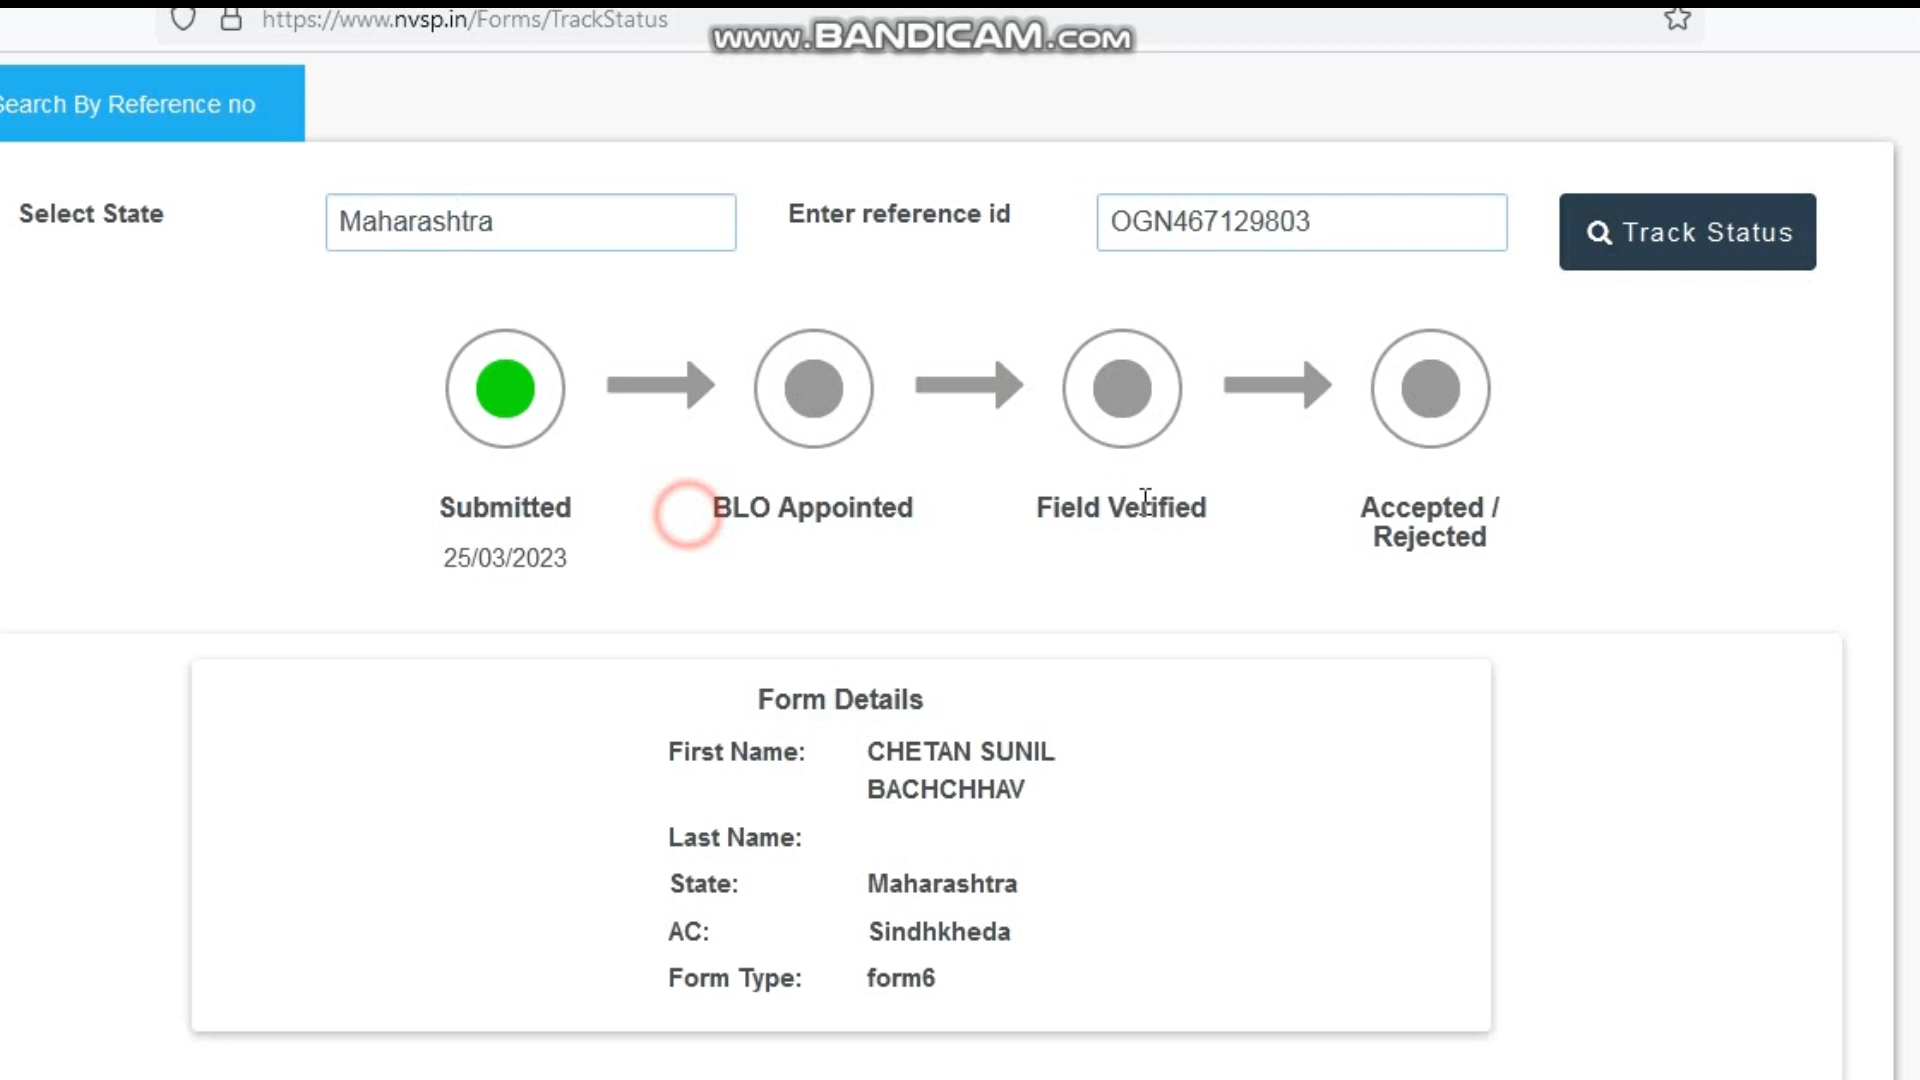 https://www.nvsp.in/Forms/TrackStatus
www.BANDICAM.com
Search By Reference no
Select State
Maharashtra
Enter reference id
OGN467129803
Track Status
Submitted
BLO Appointed
Field Verified
Accepted /
Rejected
25/03/2023
Form Details
First Name: CHETAN SUNIL
BACHCHHAV
Last Name:
State: Maharashtra
AC: Sindhkheda
Form Type: form6